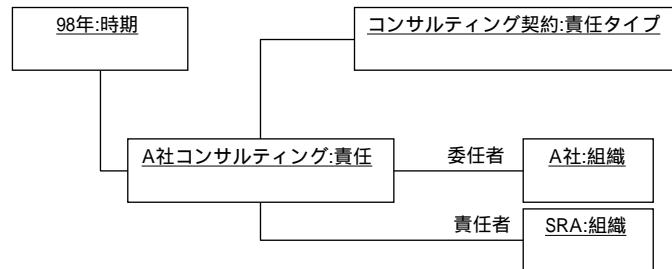 98年:時期
コンサルティング契約:責任タイプ
A社コンサルティング:責任
委任者
A社:組織
責任者
SRA:組織